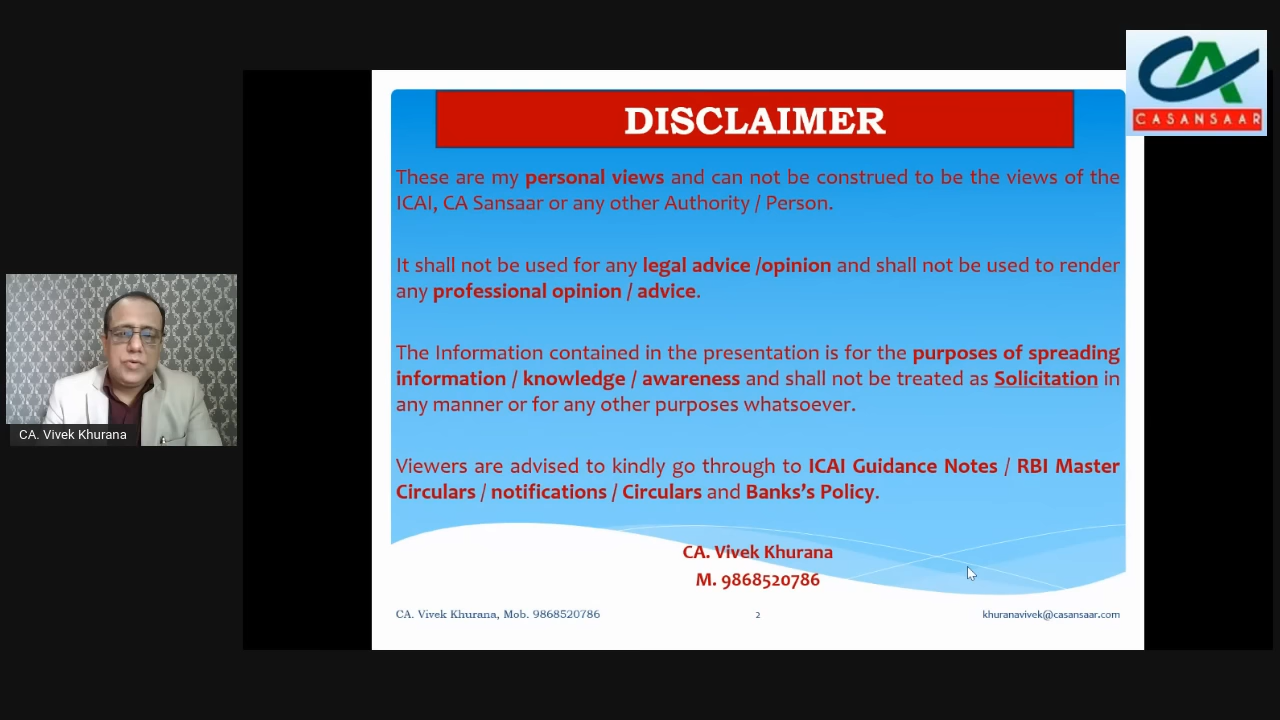 CASANSAAR
DISCLAIMER
These are my personal views and can not be construed to be the views of the
ICAI, CA Sansaar or any other Authority / Person.
It shall not be used for any legal advice /opinion and shall not be used to render
any professional opinion / advice.
The Information contained in the presentation is for the purposes of spreading
information / knowledge / awareness and shall not be treated as Solicitation in
any manner or for any other purposes whatsoever.
Viewers are advised to kindly go through to ICAI Guidance Notes / RBI Master
Circulars / notifications / Circulars and Banks's Policy.
CA. Vivek Khurana
M. 9868520786
CA. Vivek Khurana, Mob. 9868520786
2
khuranavivek@casansaar.com
CA. Vivek Khurana